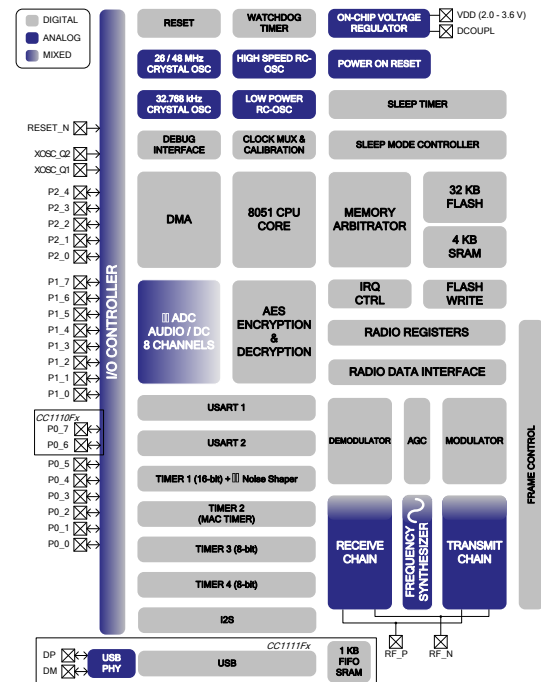 DIGITAL
ANALOG
MIXED
RESET
WATCHDOG
TIMER
ON-CHIP VOLTAGE
REGULATOR
VDD (2.0 - 3.6 V)
DCOUPL
26 / 48 MHz
CRYSTAL OSC
HIGH SPEED RC-
OSC
POWER ON RESET
32.768 kHz
CRYSTAL OSC
LOW POWER
RC-OSC
SLEEP TIMER
RESET_N
DEBUG
INTERFACE
CLOCK MUX &
CALIBRATION
SLEEP MODE CONTROLLER
XOSC_Q2
XOSC_Q1
P2_4
P2_3
P2_2
P2_1
P2_0
DMA
8051 CPU
CORE
MEMORY
ARBITRATOR
32 KB
FLASH
4 KB
SRAM
I/O CONTROLLER
P1_7
P1_6
P1_5
P1_4
P1_3
P1_2
P1_1
P1_0
ADC
AUDIO / DC
8 CHANNELS
AES
ENCRYPTION
&
DECRYPTION
IRQ
CTRL
FLASH
WRITE
RADIO REGISTERS
RADIO DATA INTERFACE
CC1110Fx
P0_7
P0_6
P0_5
P0_4
P0_3
P0_2
P0_1
P0_0
USART 1
USART 2
TIMER 1 (16-bit) + Noise Shaper
TIMER 2
(MAC TIMER)
TIMER 3 (8-bit)
TIMER 4 (8-bit)
I2S
DEMODULATOR
AGC
MODULATOR
FRAME CONTROL
RECEIVE
CHAIN
FREQUENCY
SYNTHESIZER
TRANSMIT
CHAIN
RF_P
RF_N
CC1111Fx
DP
DM
USB
PHY
USB
1 KB
FIFO
SRAM